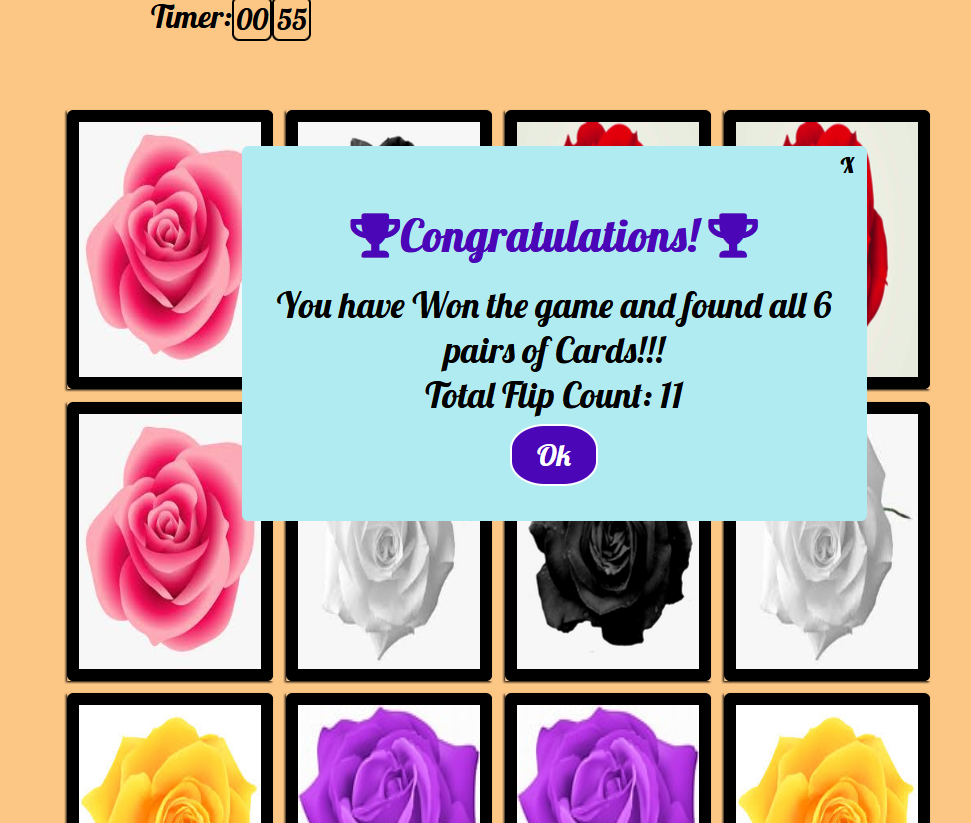 Timer:00 55
X
Congratulations!
You have Won the game and found all 6
pairs of Cards!!!
Total Flip Count: 11
Ok